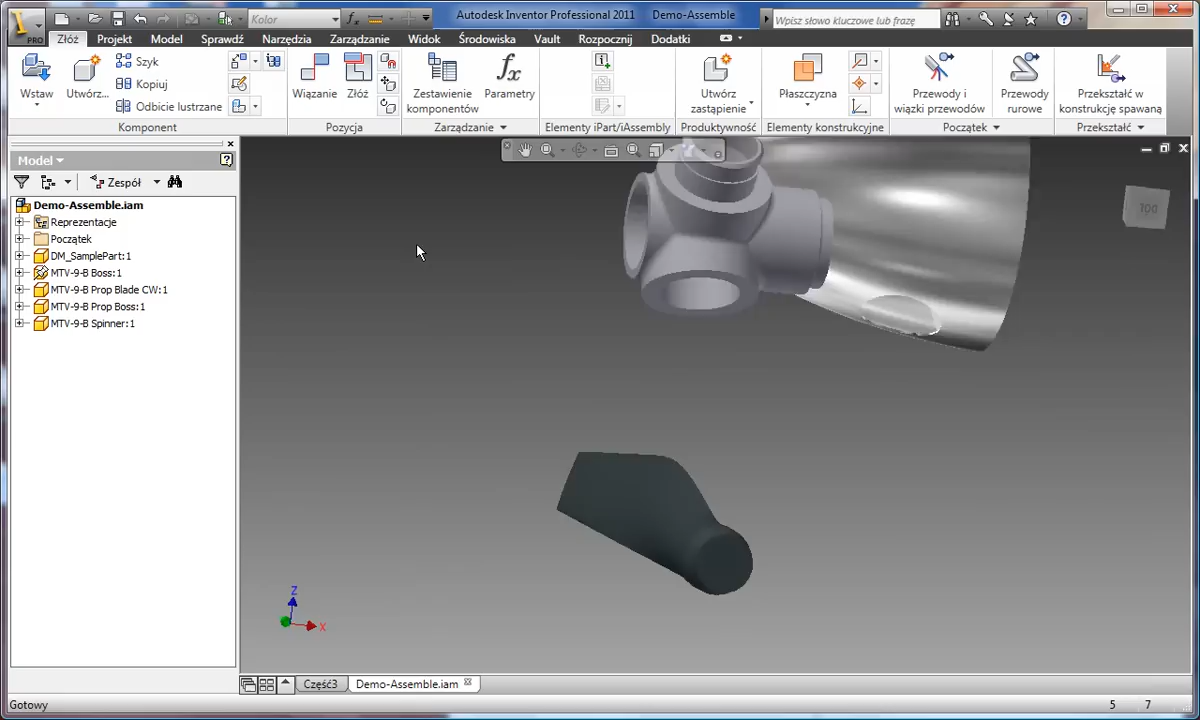 Kolor
Autodesk Inventor Professional 2011 Demo-Assemble
Wpisz słowo kluczowe lub frazę
PRO
Złóż Projekt Model Sprawdź Narzędzia Zarządzanie Widok Środowiska Vault Rozpocznij Dodatki
Wstaw
Utwórz...
Szyk
Kopiuj
Odbicie lustrzane
Komponent
Wiązanie
Złóż
Pozycja
Zestawienie
komponentów
fx
Parametry
Zarządzanie
Elementy iPart/iAssembly
Utwórz
zastąpienie
Produktywność
Płaszczyzna
Elementy konstrukcyjne
Przewody i
wiązki przewodów
Przewody
rurowe
Początek
Przekształć w
konstrukcję spawaną
Przekształć
Model
Zespół
Demo-Assemble.iam
Reprezentacje
Początek
DM_SamplePart:1
MTV-9-B Boss:1
MTV-9-B Prop Blade CW:1
MTV-9-B Prop Boss:1
MTV-9-B Spinner:1
Z
X
Część3
Demo-Assemble.iam
Gotowy
5 7